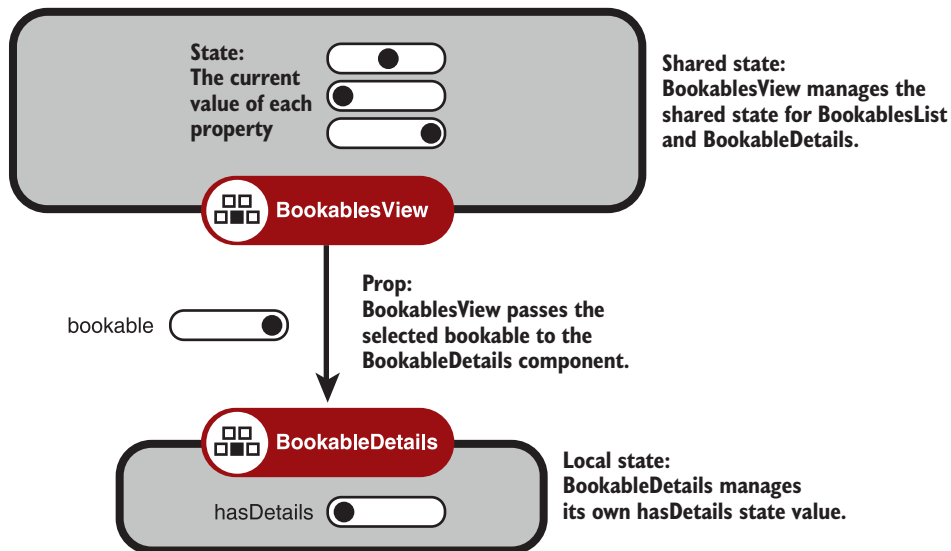 State:
The current
value of each
property
Shared state:
BookablesView manages the
shared state for BookablesList
and BookableDetails.
BookablesView
bookable
Prop:
BookablesView passes the
selected bookable to the
BookableDetails component.
BookableDetails
hasDetails
Local state:
BookableDetails manages
its own hasDetails state value.